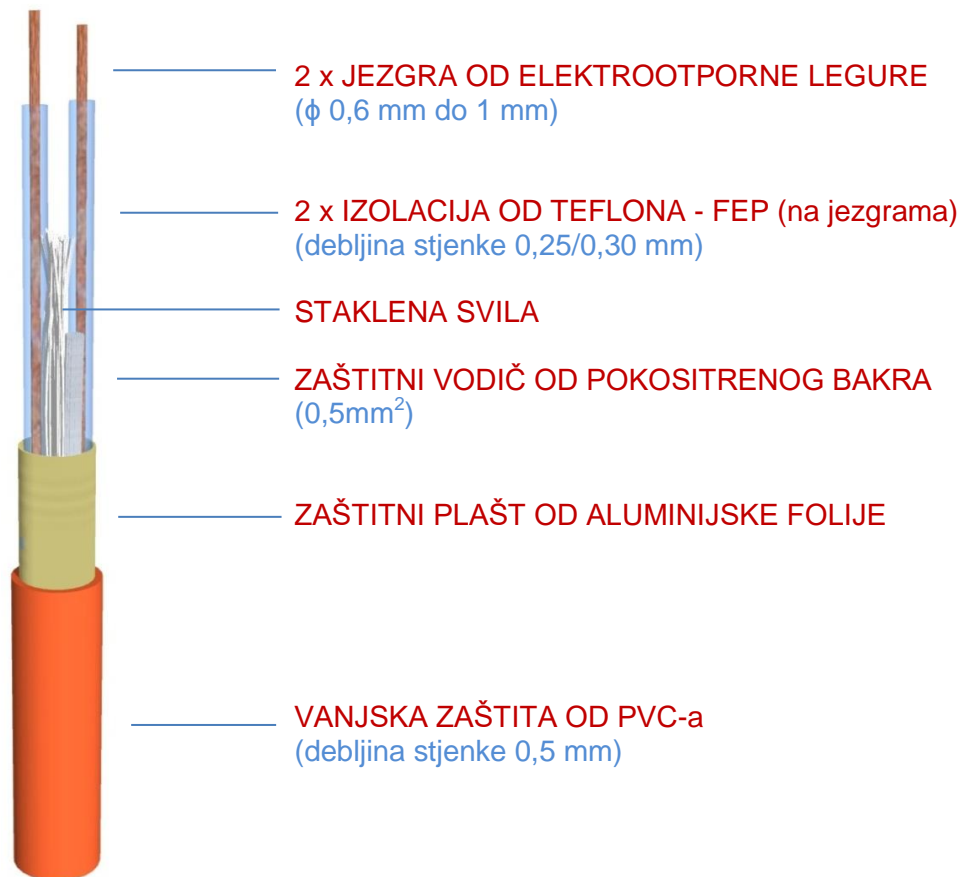 2 x JEZGRA OD ELEKTROOTPORNE LEGURE
(ϕ 0,6 mm do 1 mm)
2 x IZOLACIJA OD TEFLONA - FEP (na jezgrama)
(debljina stjenke 0,25/0,30 mm)
STAKLENA SVILA
ZAŠTITNI VODIČ OD POKOSITRENOG BAKRA
(0,5mm²)
ZAŠTITNI PLAŠT OD ALUMINIJSKE FOLIJE
VANJSKA ZAŠTITA OD PVC-a
(debljina stjenke 0,5 mm)